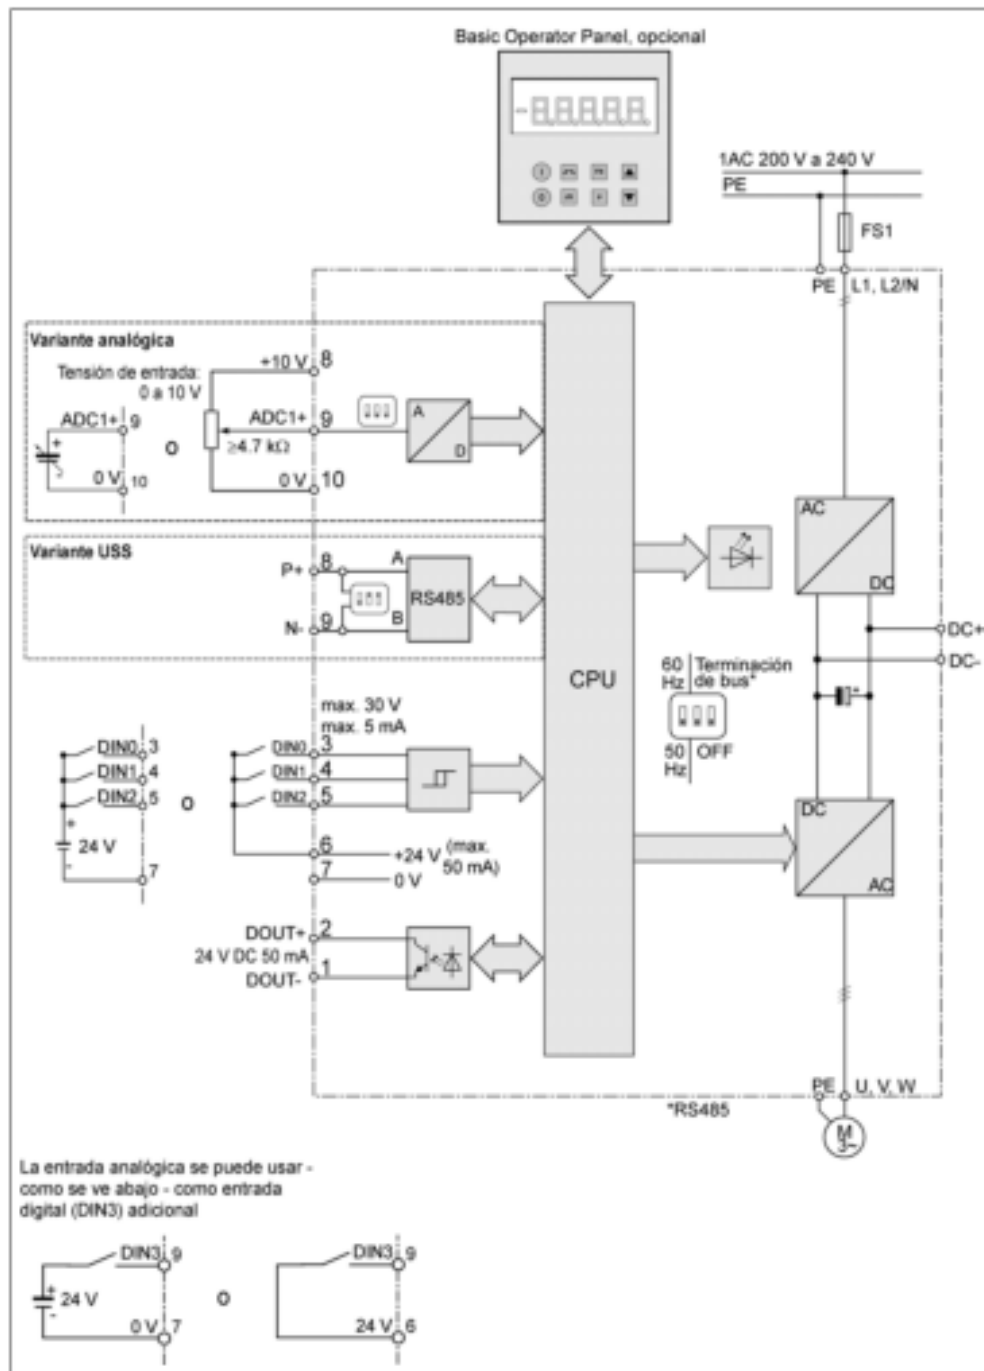 Basic Operator Panel, opcional
1AC 200 V a 240 V
PE
FS1
PE L1, L2/N
Variante analógica
Tensión de entrada:
0 a 10 V
+10 V 8
ADC1+ 9
0 V 10
o
≥4.7 kΩ
ADC1+ 9
0 V 10
A
D
Variante USS
P+ 8
N- 9
A
B
RS485
CPU
AC
DC
DC+
DC-
60
Hz
Terminación
de bus*
50
Hz
OFF
max. 30 V
max. 5 mA
DIN0 3
DIN1 4
DIN2 5
+
24 V
-
7
o
DIN0 3
DIN1 4
DIN2 5
6
+24 V (max.
50 mA)
7
0 V
DC
AC
DOUT+ 2
24 V DC 50 mA
DOUT- 1
PE U, V, W
*RS485
M
3~
La entrada analógica se puede usar -
como se ve abajo - como entrada
digital (DIN3) adicional
DIN3 9
+
24 V
-
0 V 7
o
DIN3 9
24 V 6